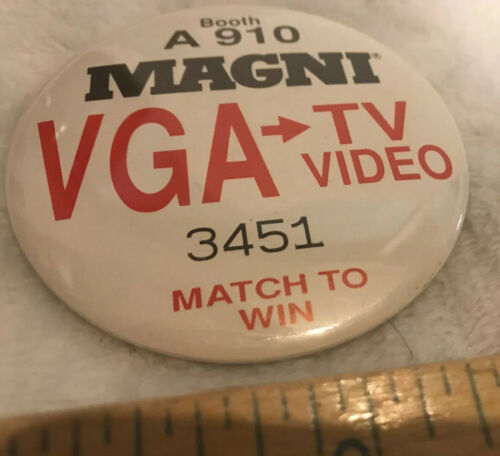 Booth
A 910
MAGNI®
VGA→TV
VIDEO
3451
MATCH TO
WIN